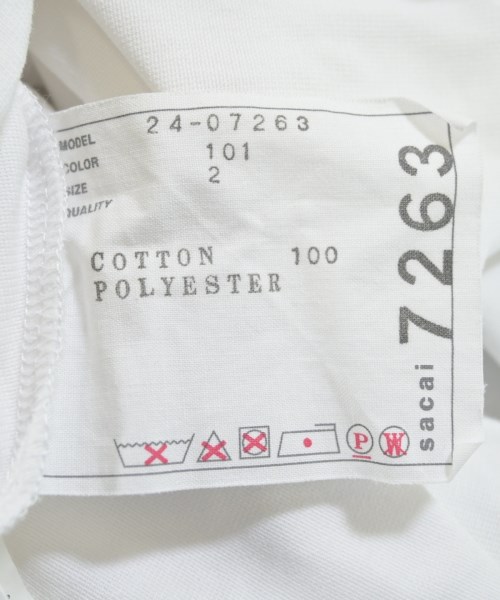 MODEL 24-07263
COLOR 101
SIZE 2
QUALITY
COTTON 100
POLYESTER
P W
sacai 7263